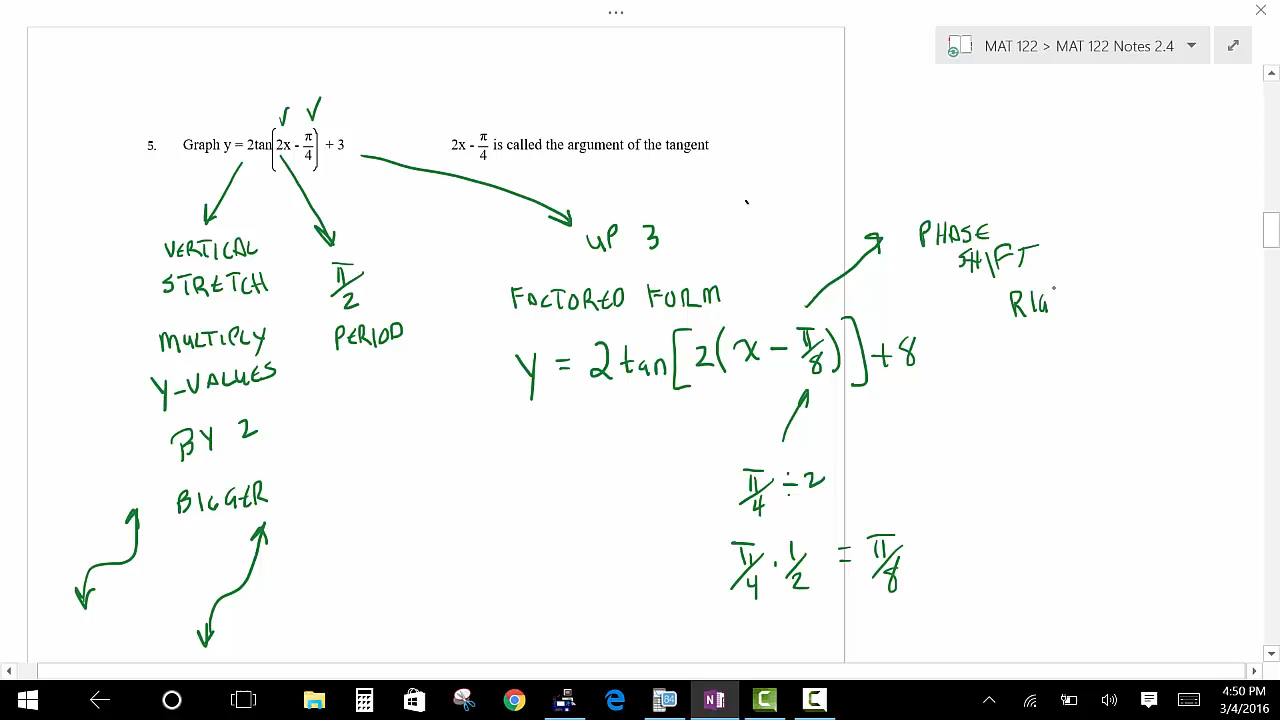 ...
MAT 122 > MAT 122 Notes 2.4
5. Graph y = 2tan(2x - π/4) + 3
2x - π/4 is called the argument of the tangent
VERTICAL
STRETCH
MULTIPLY
Y-VALUES
BY 2
BIGGER
π/2
PERIOD
UP 3
FACTORED FORM
y = 2 tan[2(x - π/8)] + 8
π/4 ÷ 2
π/4 · 1/2 = π/8
PHASE
SHIFT
RIG
4:50 PM
3/4/2016